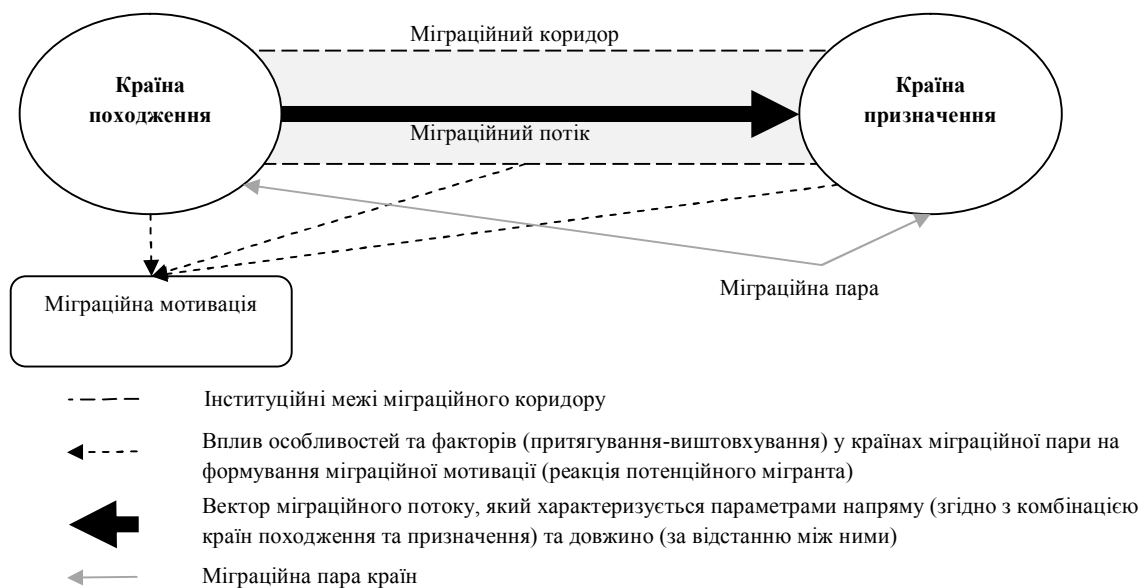 Міграційний коридор
Країна
походження
Країна
призначення
Міграційний потік
Міграційна пара
Міграційна мотивація
Інституційні межі міграційного коридору
Вплив особливостей та факторів (притягування-виштовхування) у країнах міграційної пари на
формування міграційної мотивації (реакція потенційного мігранта)
Вектор міграційного потоку, який характеризується параметрами напряму (згідно з комбінацією
країн походження та призначення) та довжино (за відстанню між ними)
Міграційна пара країн